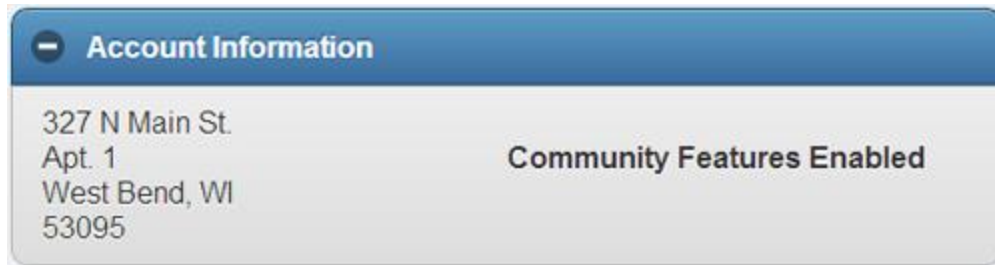 Account Information
327 N Main St.
Apt. 1
West Bend, WI
53095
Community Features Enabled